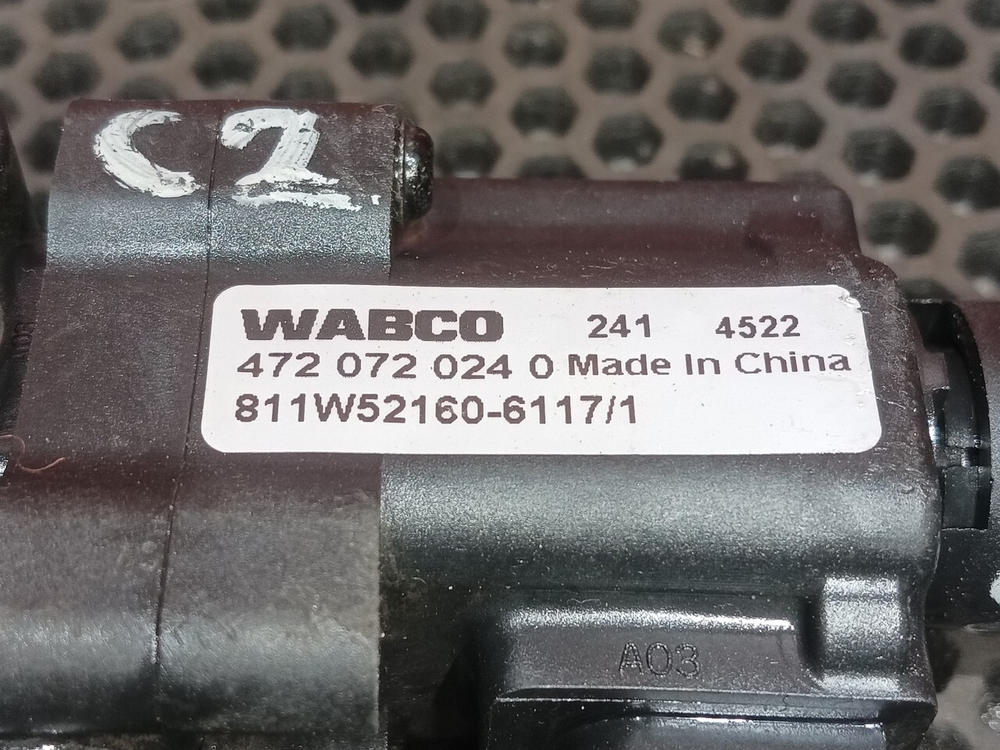 C2
WABCO 241 4522
472 072 024 0 Made In China
811W52160-6117/1
A03